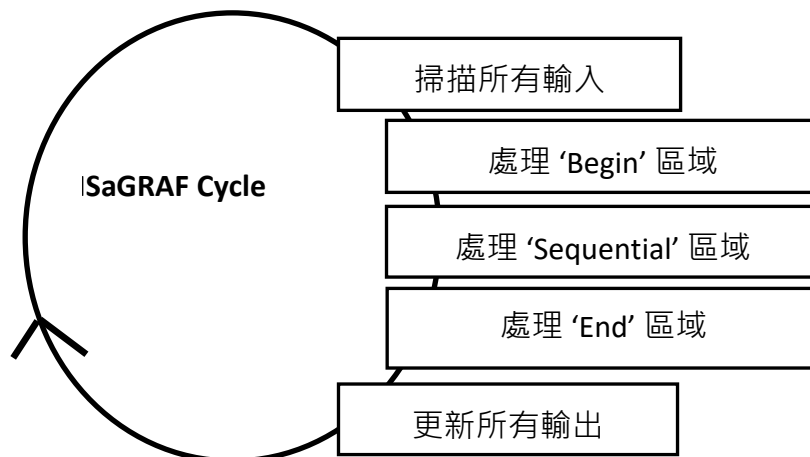 掃描所有輸入
處理 ‘Begin’ 區域
ISaGRAF Cycle
處理 ‘Sequential’ 區域
處理 ‘End’ 區域
更新所有輸出